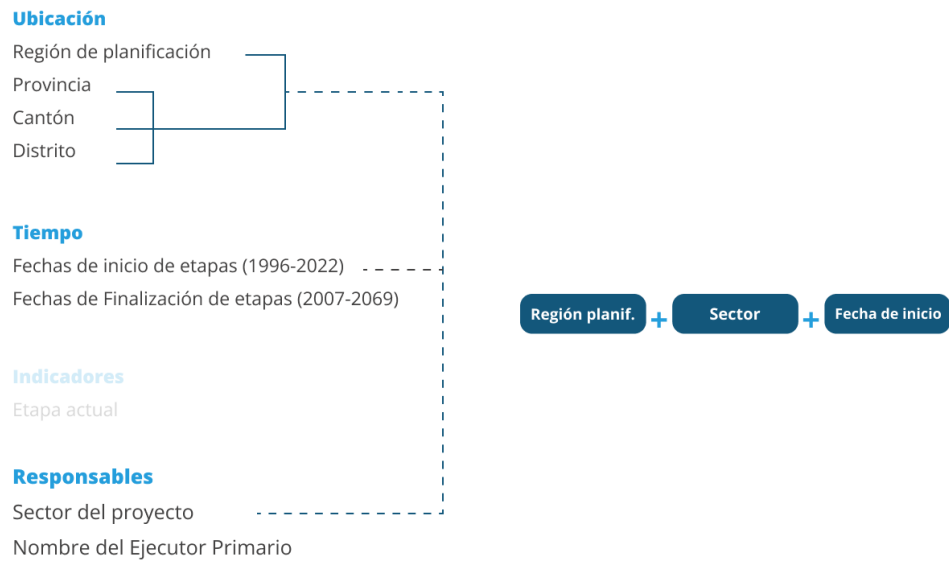 Ubicación
Región de planificación
Provincia
Cantón
Distrito
Tiempo
Fechas de inicio de etapas (1996-2022)
Fechas de Finalización de etapas (2007-2069)
Región planif. + Sector + Fecha de inicio
Indicadores
Etapa actual
Responsables
Sector del proyecto
Nombre del Ejecutor Primario